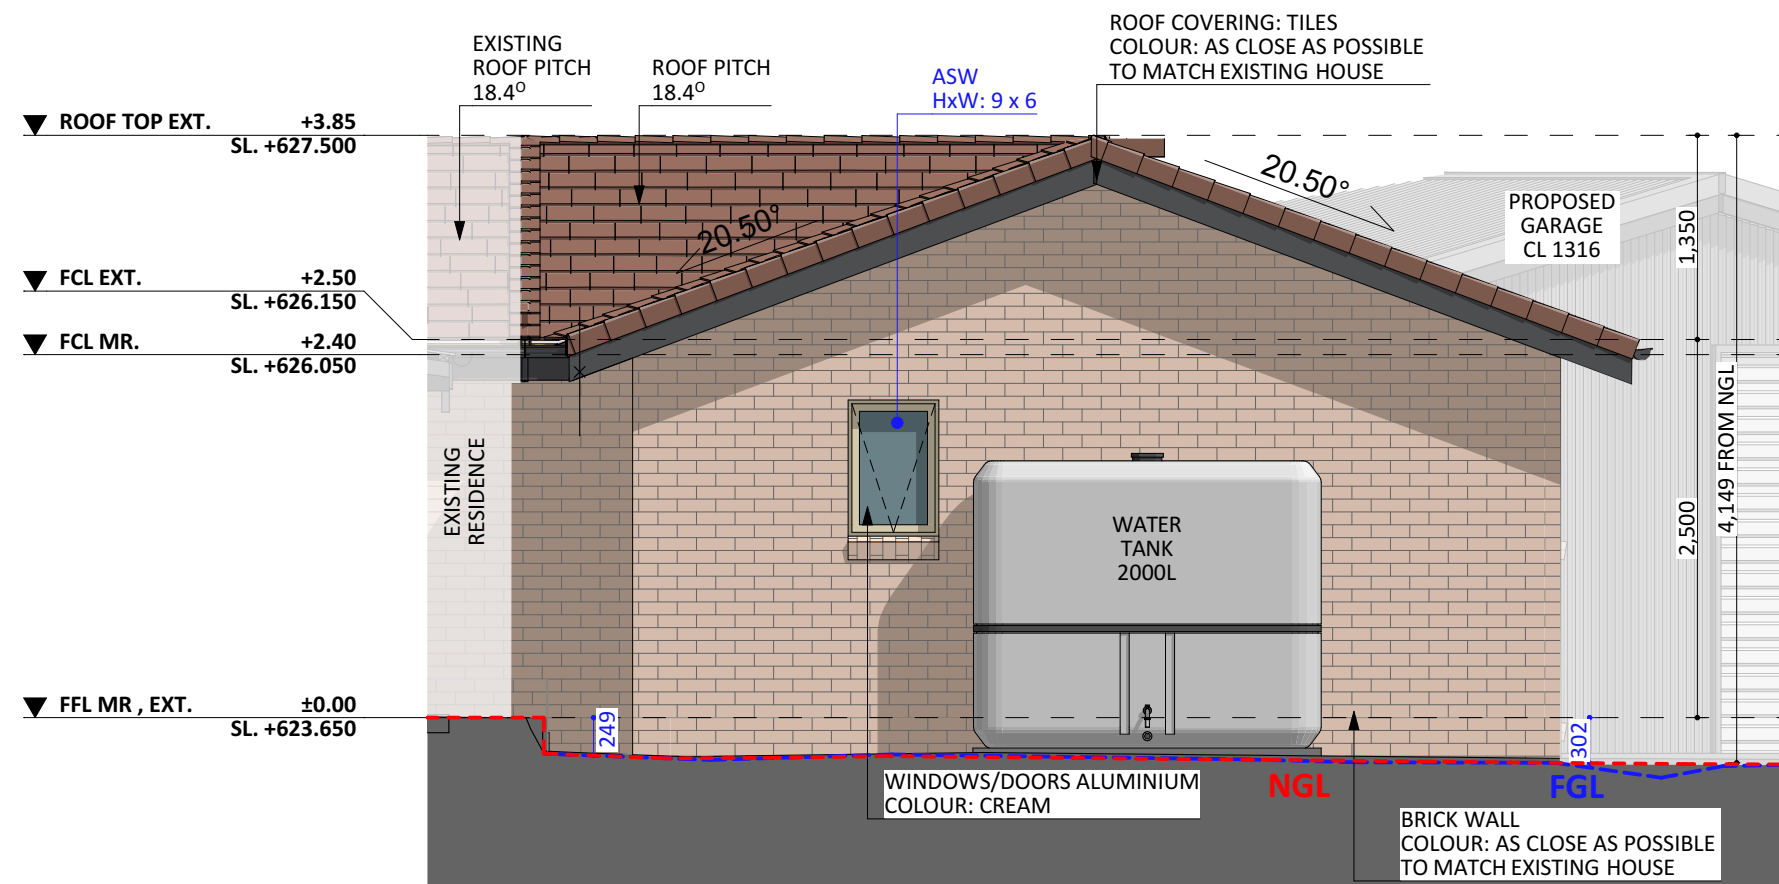 ROOF COVERING: TILES
COLOUR: AS CLOSE AS POSSIBLE
TO MATCH EXISTING HOUSE
EXISTING
ROOF PITCH
18.4°
ROOF PITCH
18.4°
ASW
HxW: 9 x 6
ROOF TOP EXT. +3.85
SL. +627.500
20.50°
20.50°
PROPOSED
GARAGE
CL 1316
1,350
FCL EXT. +2.50
SL. +626.150
FCL MR. +2.40
SL. +626.050
EXISTING
RESIDENCE
WATER
TANK
2000L
2,500
4,149 FROM NGL
FFL MR , EXT. ±0.00
SL. +623.650
249
302
WINDOWS/DOORS ALUMINIUM
COLOUR: CREAM
NGL
FGL
BRICK WALL
COLOUR: AS CLOSE AS POSSIBLE
TO MATCH EXISTING HOUSE